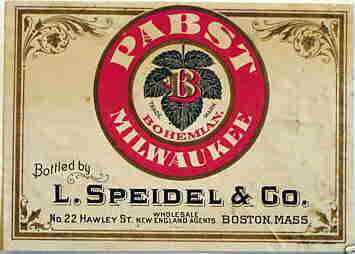 PABST
B
TRADE MARK
BOHEMIAN.
MILWAUKEE
Bottled by
L. SPEIDEL & CO.
No. 22 HAWLEY ST. WHOLESALE NEW ENGLAND AGENTS BOSTON, MASS.